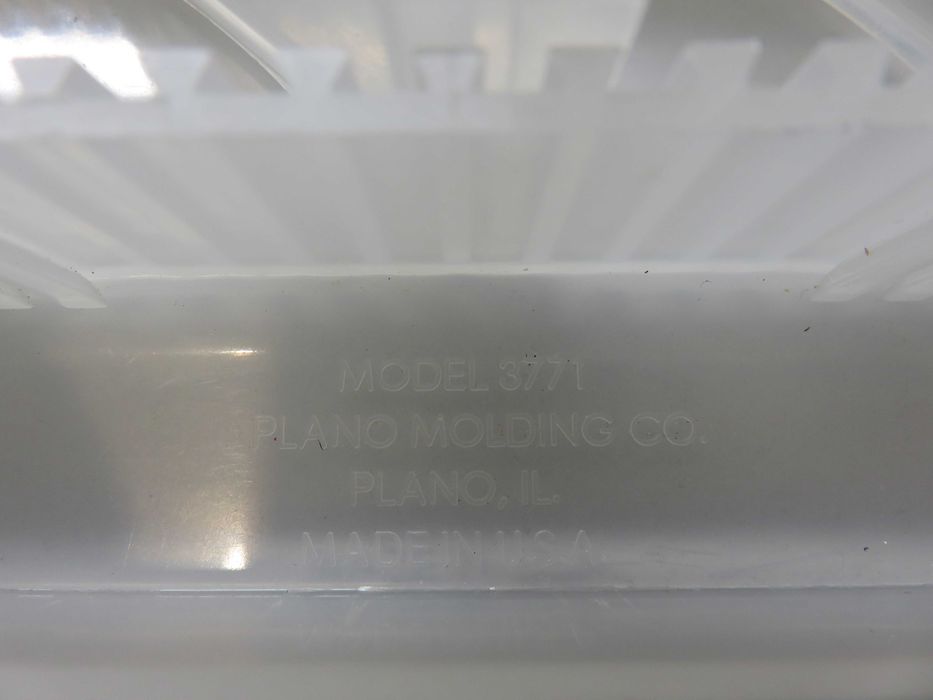 MODEL 3771
PLANO MOLDING CO.
PLANO, IL.
MADE IN U.S.A.